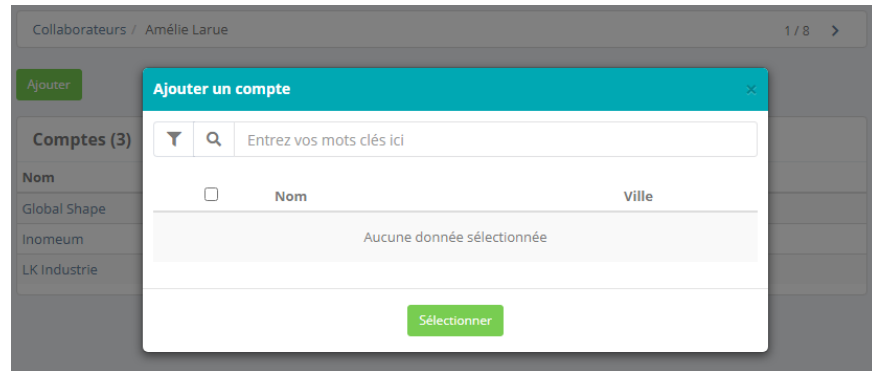 Collaborateurs / Amélie Larue 1 / 8
Ajouter
Ajouter un compte ×
Comptes (3)
Entrez vos mots clés ici
Nom
Nom Ville
Global Shape
Aucune donnée sélectionnée
Inomeum
LK Industrie
Sélectionner